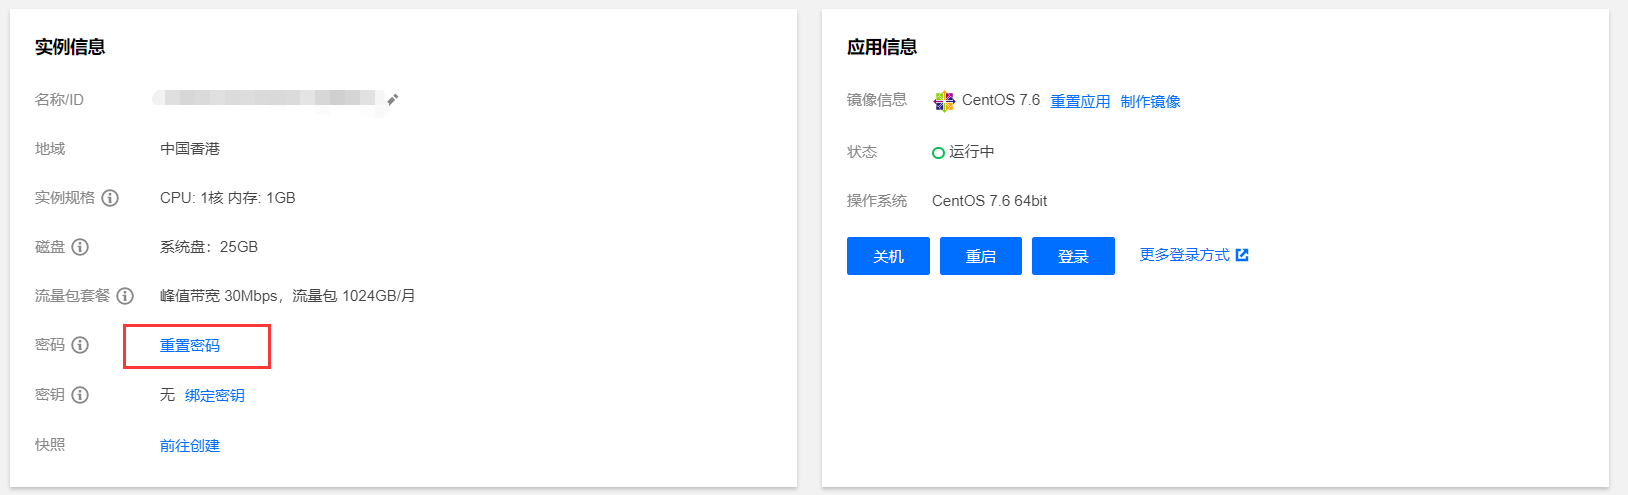 实例信息
名称/ID
地域 中国香港
实例规格 CPU: 1核 内存: 1GB
磁盘 系统盘：25GB
流量包套餐 峰值带宽 30Mbps，流量包 1024GB/月
密码 重置密码
密钥 无 绑定密钥
快照 前往创建
应用信息
镜像信息 CentOS 7.6 重置应用 制作镜像
状态 运行中
操作系统 CentOS 7.6 64bit
关机 重启 登录 更多登录方式